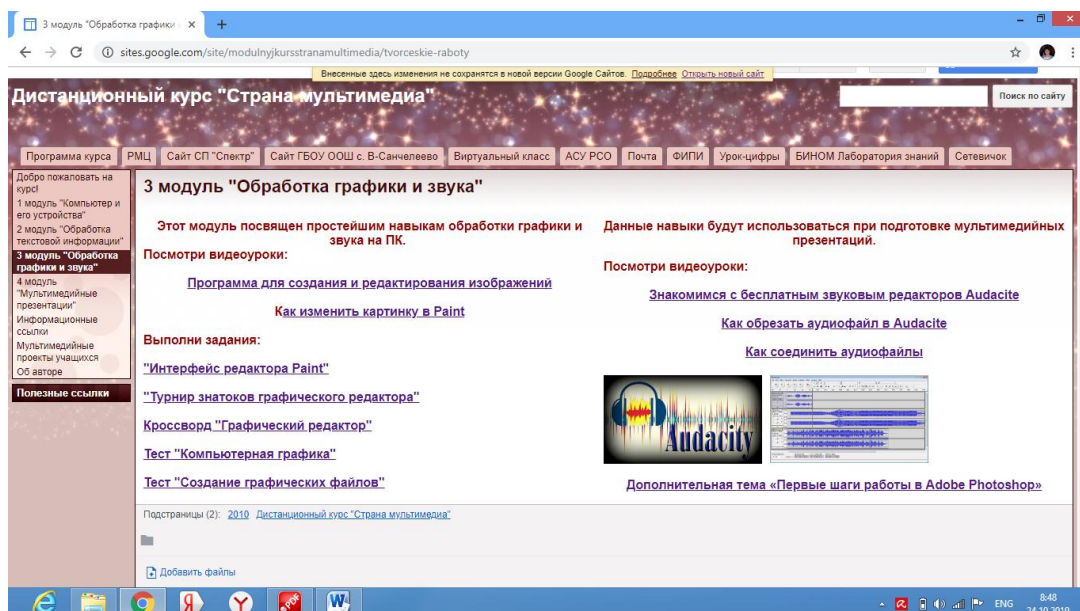 3 модуль "Обработка графики
sites.google.com/site/modulnyjkursstranamultimedia/tvorceskie-raboty
Внесенные здесь изменения не сохранятся в новой версии Google Сайтов. Подробнее Открыть новый сайт
Дистанционный курс "Страна мультимедиа"
Поиск по сайту
Программа курса РМЦ Сайт СП "Спектр" Сайт ГБОУ ООШ с. В-Санчелеево Виртуальный класс АСУ РСО Почта ФИПИ Урок-цифры БИНОМ Лаборатория знаний Сетевичок
Добро пожаловать на
курс!
1 модуль "Компьютер и
его устройства"
2 модуль "Обработка
текстовой информации"
3 модуль "Обработка
графики и звука"
4 модуль
"Мультимедийные
презентации"
Информационные
ссылки
Мультимедийные
проекты учащихся
Об авторе
Полезные ссылки
3 модуль "Обработка графики и звука"
Этот модуль посвящен простейшим навыкам обработки графики и
звука на ПК.
Посмотри видеоуроки:
Программа для создания и редактирования изображений
Как изменить картинку в Paint
Выполни задания:
"Интерфейс редактора Paint"
"Турнир знатоков графического редактора"
Кроссворд "Графический редактор"
Тест "Компьютерная графика"
Тест "Создание графических файлов"
Данные навыки будут использоваться при подготовке мультимедийных
презентаций.
Посмотри видеоуроки:
Знакомимся с бесплатным звуковым редакторов Audacite
Как обрезать аудиофайл в Audacite
Как соединить аудиофайлы
Audacity
Дополнительная тема «Первые шаги работы в Adobe Photoshop»
Подстраницы (2): 2010 Дистанционный курс "Страна мультимедиа"
Добавить файлы
PDF
ENG
8:48
24.10.2019